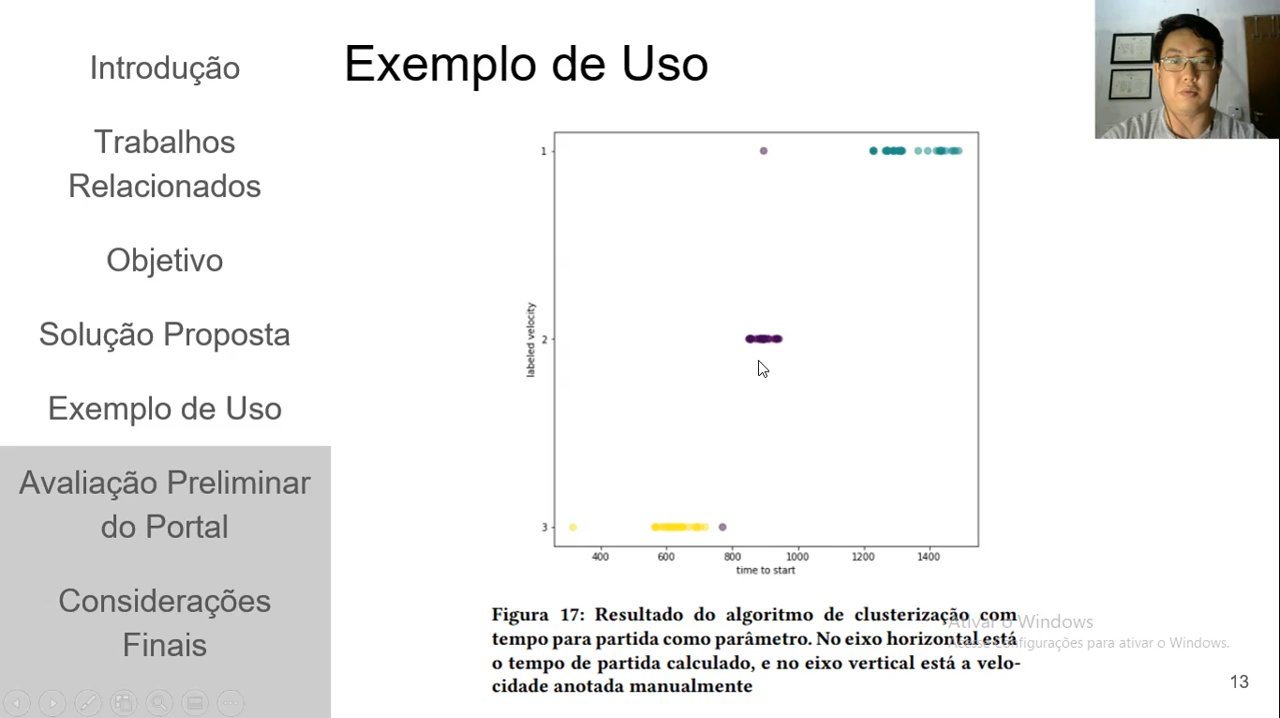 Introdução
Trabalhos
Relacionados
Objetivo
Solução Proposta
Exemplo de Uso
Avaliação Preliminar
do Portal
Considerações
Finais
Exemplo de Uso
labeled velocity
1
2
3
400 600 800 1000 1200 1400
time to start
Figura 17: Resultado do algoritmo de clusterização com
tempo para partida como parâmetro. No eixo horizontal está
o tempo de partida calculado, e no eixo vertical está a velo-
cidade anotada manualmente
Ativar o Windows
Acesse Configurações para ativar o Windows.
13